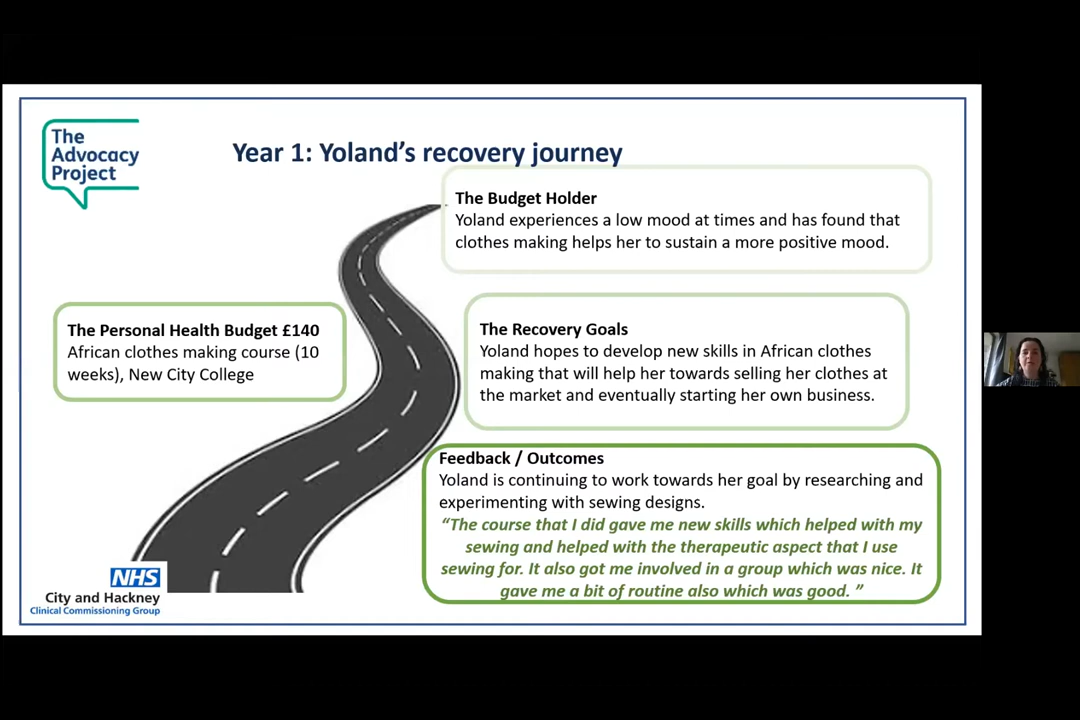 The
Advocacy
Project
Year 1: Yoland’s recovery journey
The Budget Holder
Yoland experiences a low mood at times and has found that
clothes making helps her to sustain a more positive mood.
The Personal Health Budget £140
African clothes making course (10
weeks), New City College
The Recovery Goals
Yoland hopes to develop new skills in African clothes
making that will help her towards selling her clothes at
the market and eventually starting her own business.
Feedback / Outcomes
Yoland is continuing to work towards her goal by researching and
experimenting with sewing designs.
“The course that I did gave me new skills which helped with my
sewing and helped with the therapeutic aspect that I use
sewing for. It also got me involved in a group which was nice. It
gave me a bit of routine also which was good. ”
NHS
City and Hackney
Clinical Commissioning Group